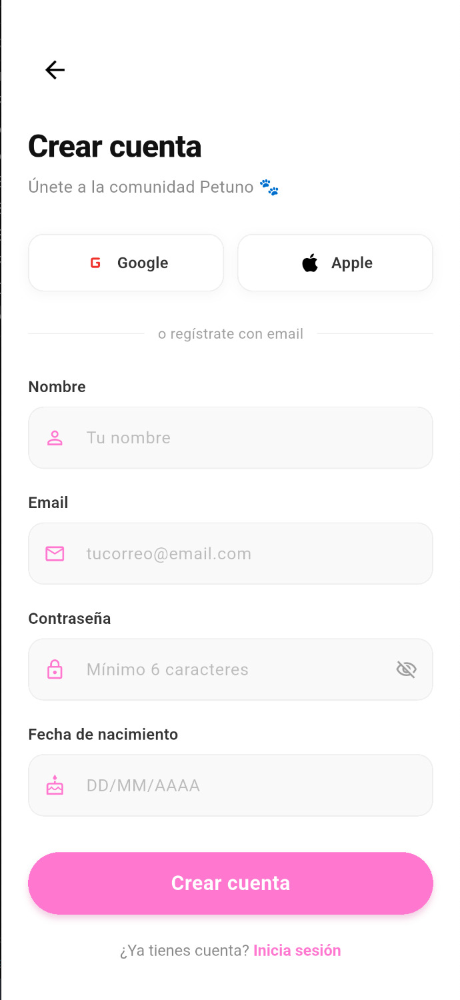 Crear cuenta
Únete a la comunidad Petuno 🐾
Google
Apple
o regístrate con email
Nombre
Tu nombre
Email
tucorreo@email.com
Contraseña
Mínimo 6 caracteres
Fecha de nacimiento
DD/MM/AAAA
Crear cuenta
¿Ya tienes cuenta? Inicia sesión